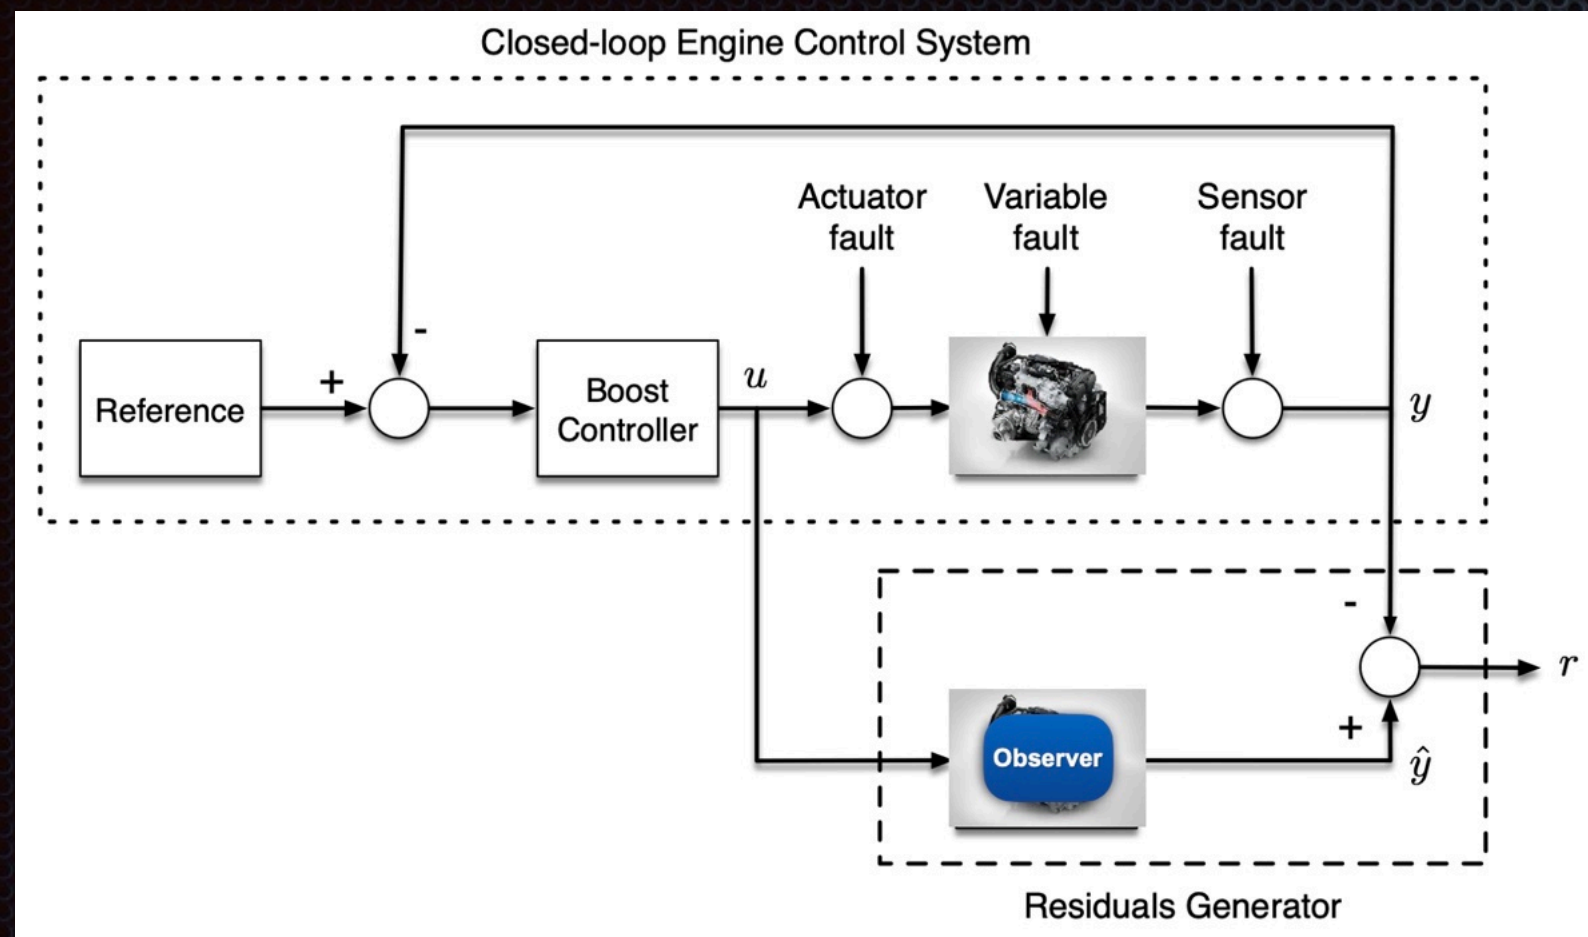 Closed-loop Engine Control System
Actuator
fault
Variable
fault
Sensor
fault
-
+
Reference
Boost
Controller
u
y
-
r
+
Observer
ŷ
Residuals Generator